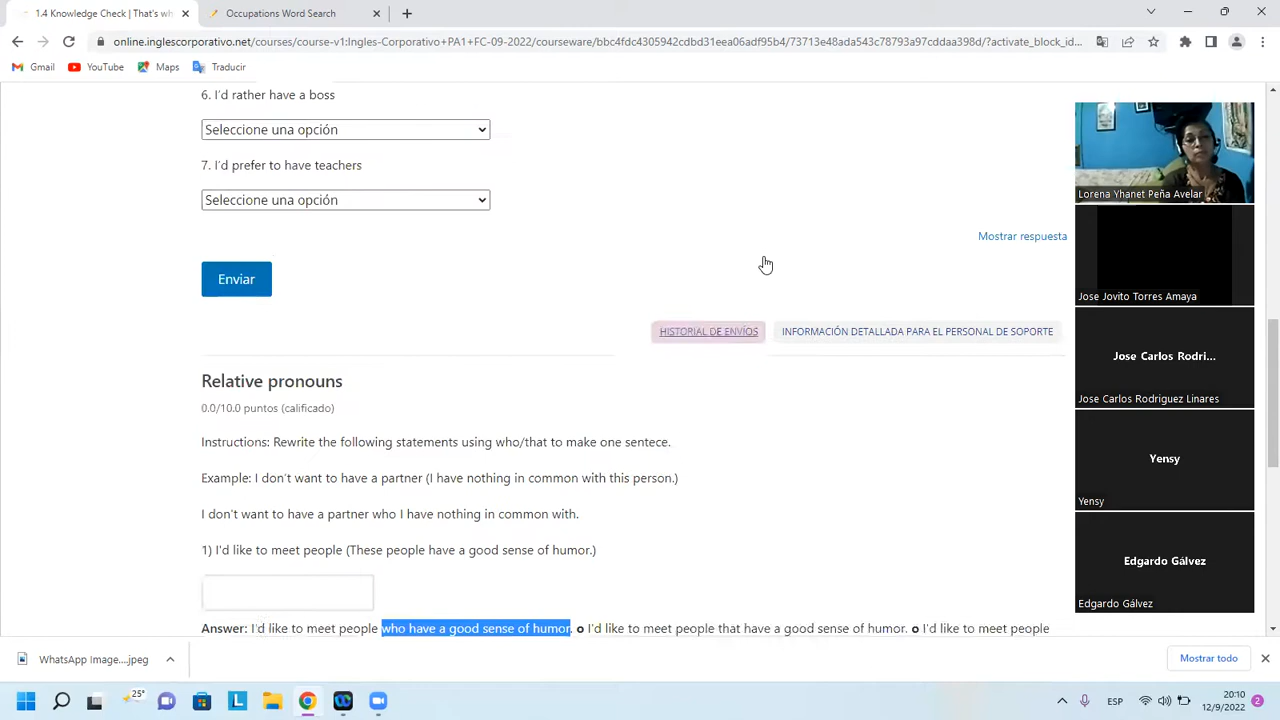 1.4 Knowledge Check | That's wh
Occupations Word Search
online.inglescorporativo.net/courses/course-v1:Ingles-Corporativo+PA1+FC-09-2022/courseware/bbc4fdc4305942cdbd31eea06adf95b4/73713e48ada543c78793a97cddaa398d/?activate_block_id...
Gmail
YouTube
Maps
Traducir
6. I'd rather have a boss
Seleccione una opción
7. I'd prefer to have teachers
Seleccione una opción
Mostrar respuesta
Enviar
HISTORIAL DE ENVÍOS
INFORMACIÓN DETALLADA PARA EL PERSONAL DE SOPORTE
Relative pronouns
0.0/10.0 puntos (calificado)
Instructions: Rewrite the following statements using who/that to make one sentece.
Example: I don't want to have a partner (I have nothing in common with this person.)
I don't want to have a partner who I have nothing in common with.
1) I'd like to meet people (These people have a good sense of humor.)
Answer: I'd like to meet people who have a good sense of humor. o I'd like to meet people that have a good sense of humor. o I'd like to meet people
Lorena Yhanet Peña Avelar
Jose Jovito Torres Amaya
Jose Carlos Rodri...
Jose Carlos Rodriguez Linares
Yensy
Yensy
Edgardo Gálvez
Edgardo Gálvez
WhatsApp Image....jpeg
Mostrar todo
25°
ESP
20:10
12/9/2022
2